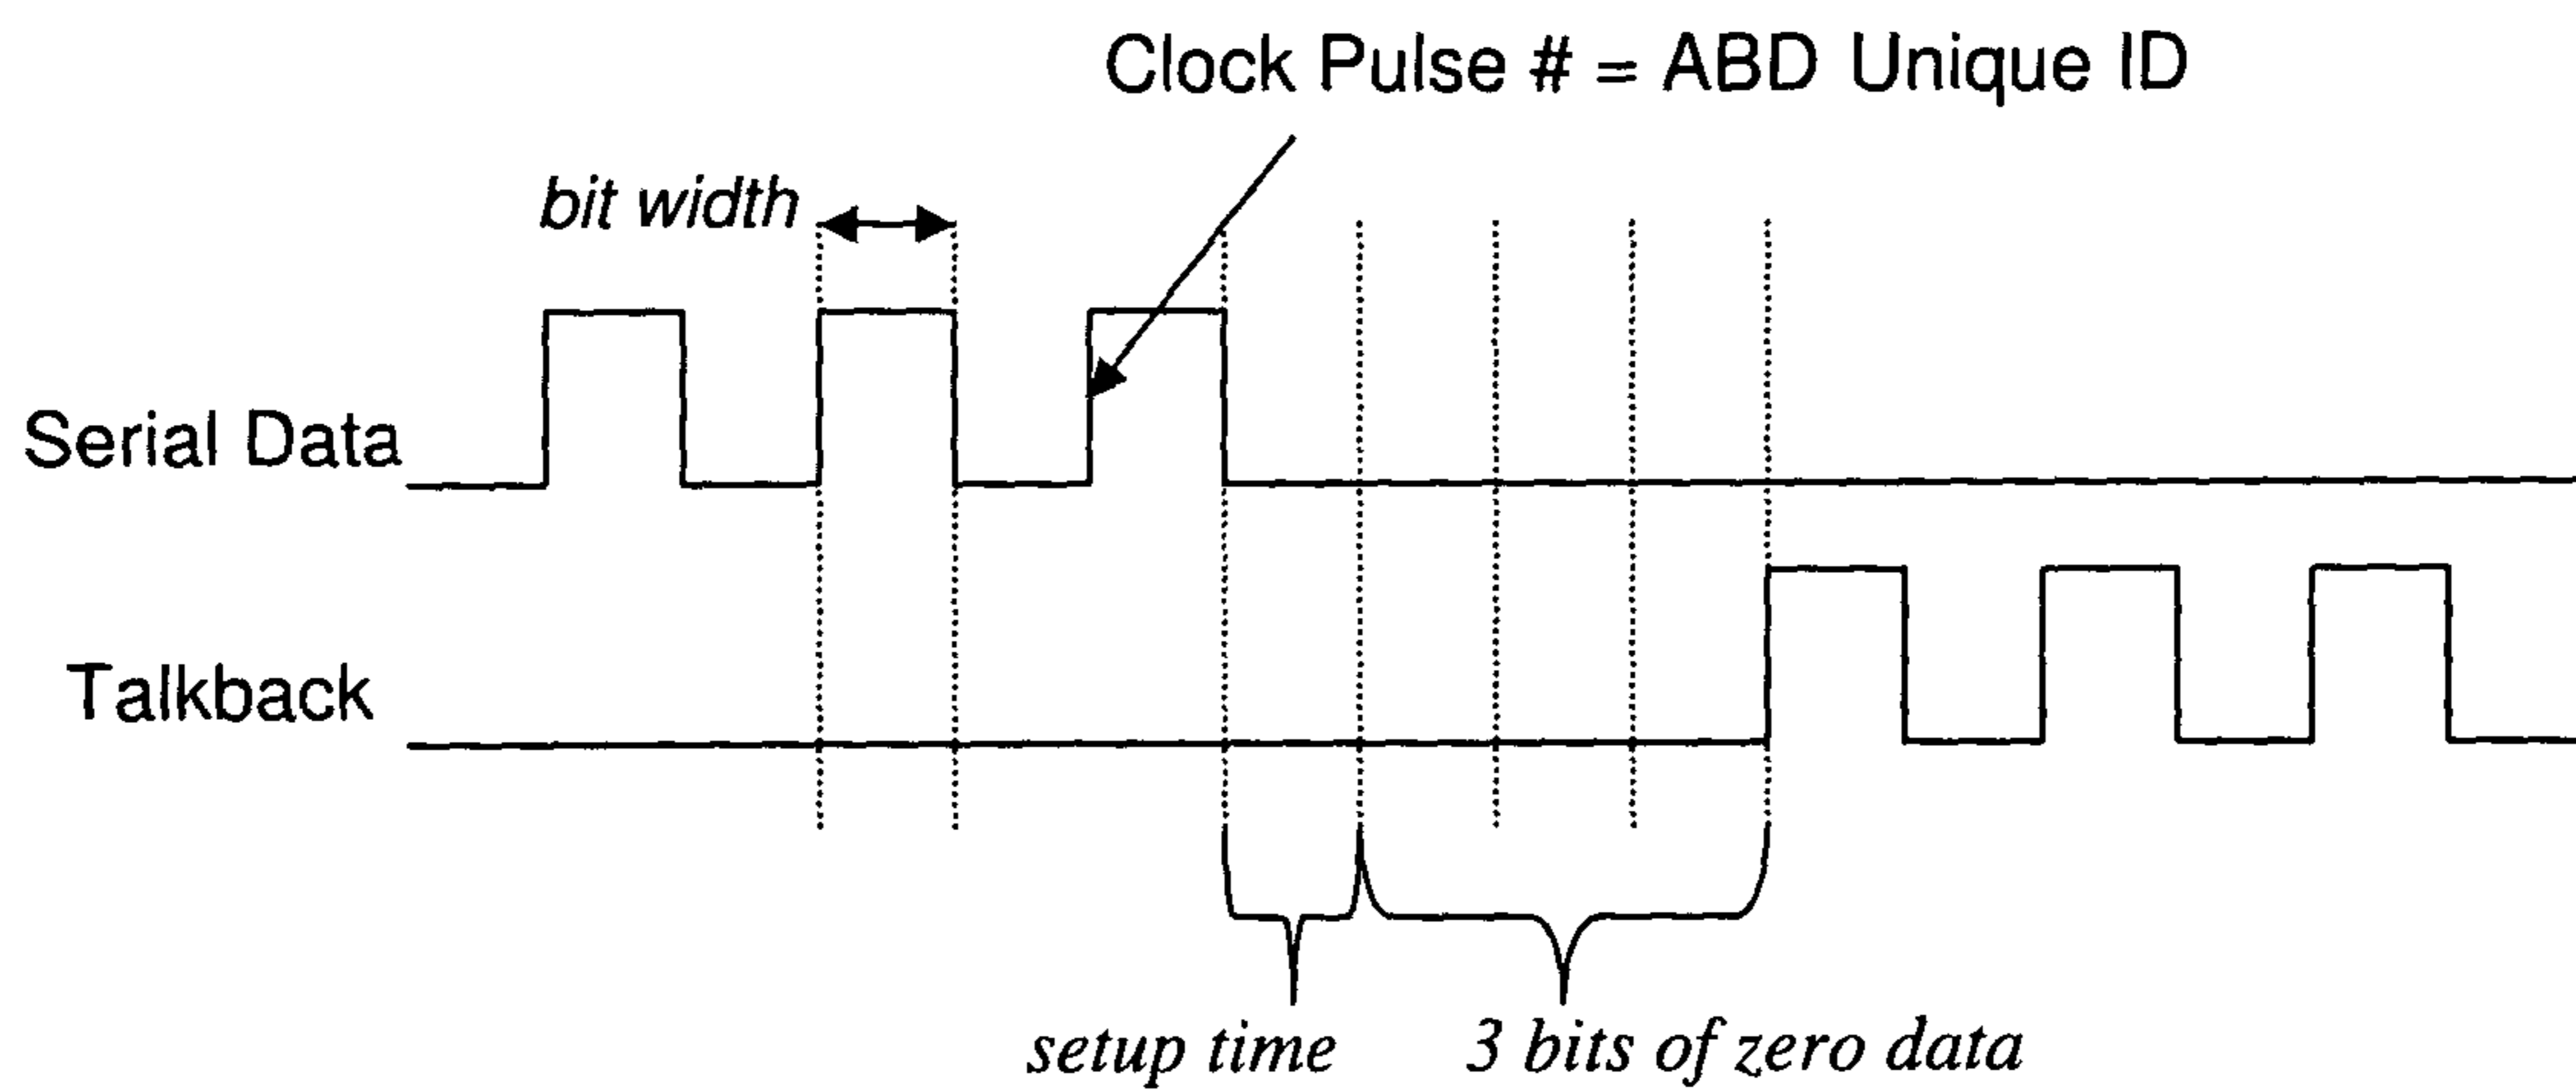 Clock Pulse # = ABD Unique ID
bit width
Serial Data
Talkback
setup time
3 bits of zero data